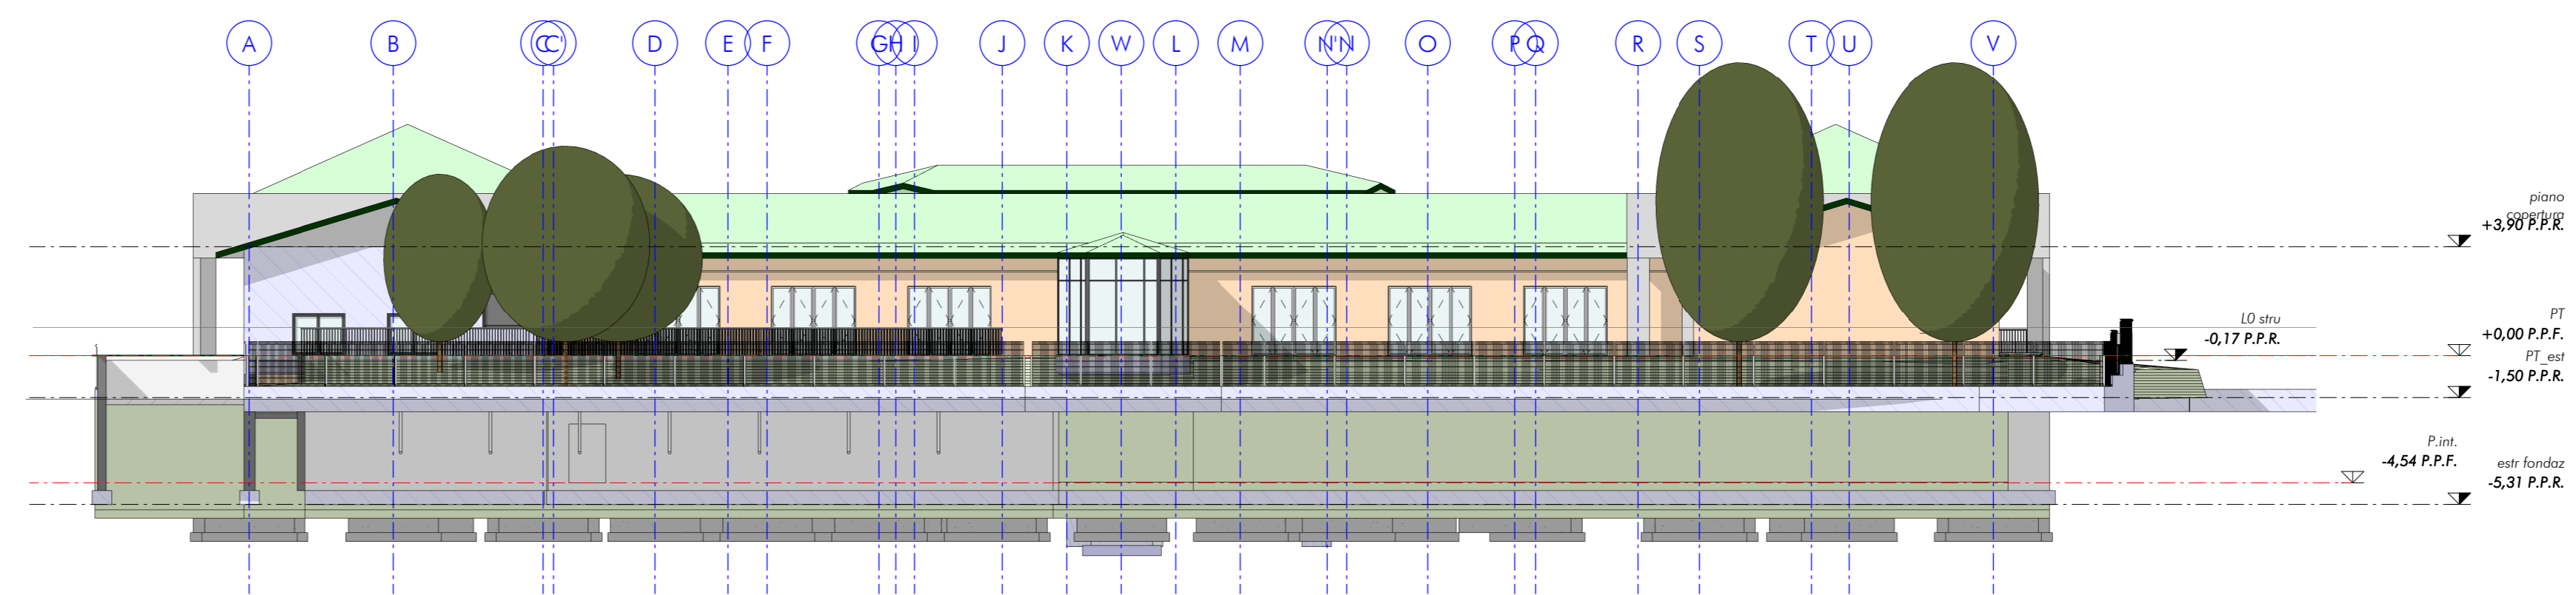 A B C C' D E F G H I J K W L M N' N O P Q R S T U V
piano
copertura
+3,90 P.P.R.
L0 stru
-0,17 P.P.R.
PT
+0,00 P.P.F.
PT_est
-1,50 P.P.R.
P.int.
-4,54 P.P.F.
estr fondaz
-5,31 P.P.R.